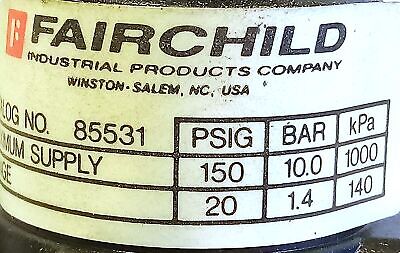 FAIRCHILD
INDUSTRIAL PRODUCTS COMPANY
WINSTON-SALEM, NC, USA
LOG NO. 85531 PSIG BAR kPa
MUM SUPPLY 150 10.0 1000
GE 20 1.4 140